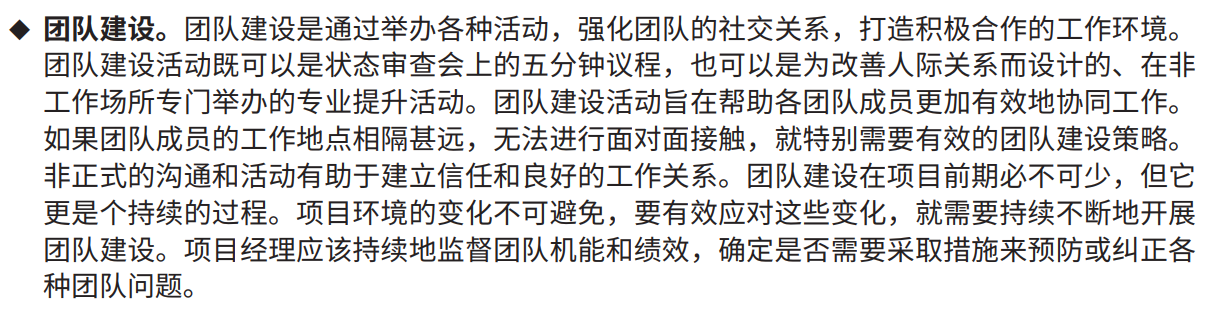 ◆ 团队建设。团队建设是通过举办各种活动，强化团队的社交关系，打造积极合作的工作环境。
团队建设活动既可以是状态审查会上的五分钟议程，也可以是为改善人际关系而设计的、在非
工作场所专门举办的专业提升活动。团队建设活动旨在帮助各团队成员更加有效地协同工作。
如果团队成员的工作地点相隔甚远，无法进行面对面接触，就特别需要有效的团队建设策略。
非正式的沟通和活动有助于建立信任和良好的工作关系。团队建设在项目前期必不可少，但它
更是个持续的过程。项目环境的变化不可避免，要有效应对这些变化，就需要持续不断地开展
团队建设。项目经理应该持续地监督团队机能和绩效，确定是否需要采取措施来预防或纠正各
种团队问题。